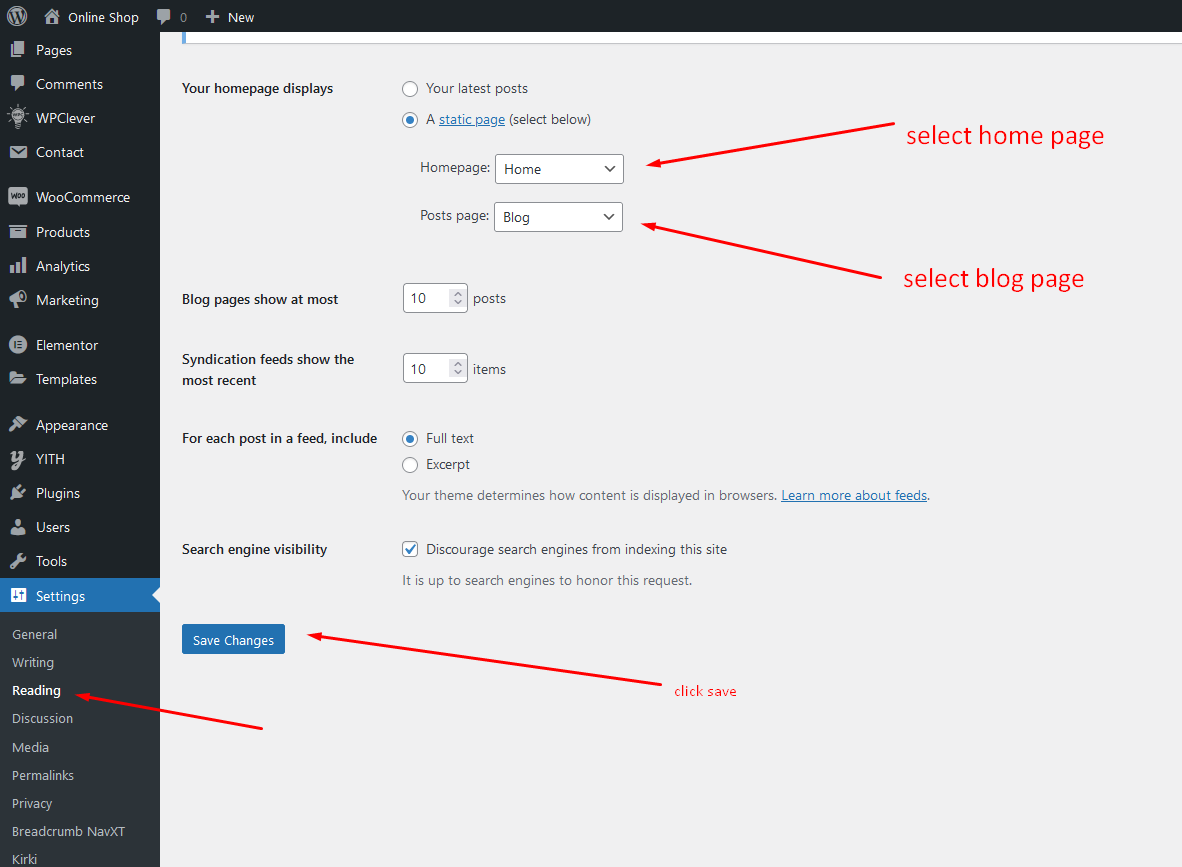 Online Shop 0 New
Pages
Comments
WPClever
Contact
WooCommerce
Products
Analytics
Marketing
Elementor
Templates
Appearance
YITH
Plugins
Users
Tools
Settings
General
Writing
Reading
Discussion
Media
Permalinks
Privacy
Breadcrumb NavXT
Kirki
Your homepage displays
Your latest posts
A static page (select below)
Homepage: Home
select home page
Posts page: Blog
select blog page
Blog pages show at most 10 posts
Syndication feeds show the
most recent
10 items
For each post in a feed, include
Full text
Excerpt
Your theme determines how content is displayed in browsers. Learn more about feeds.
Search engine visibility
Discourage search engines from indexing this site
It is up to search engines to honor this request.
Save Changes
click save